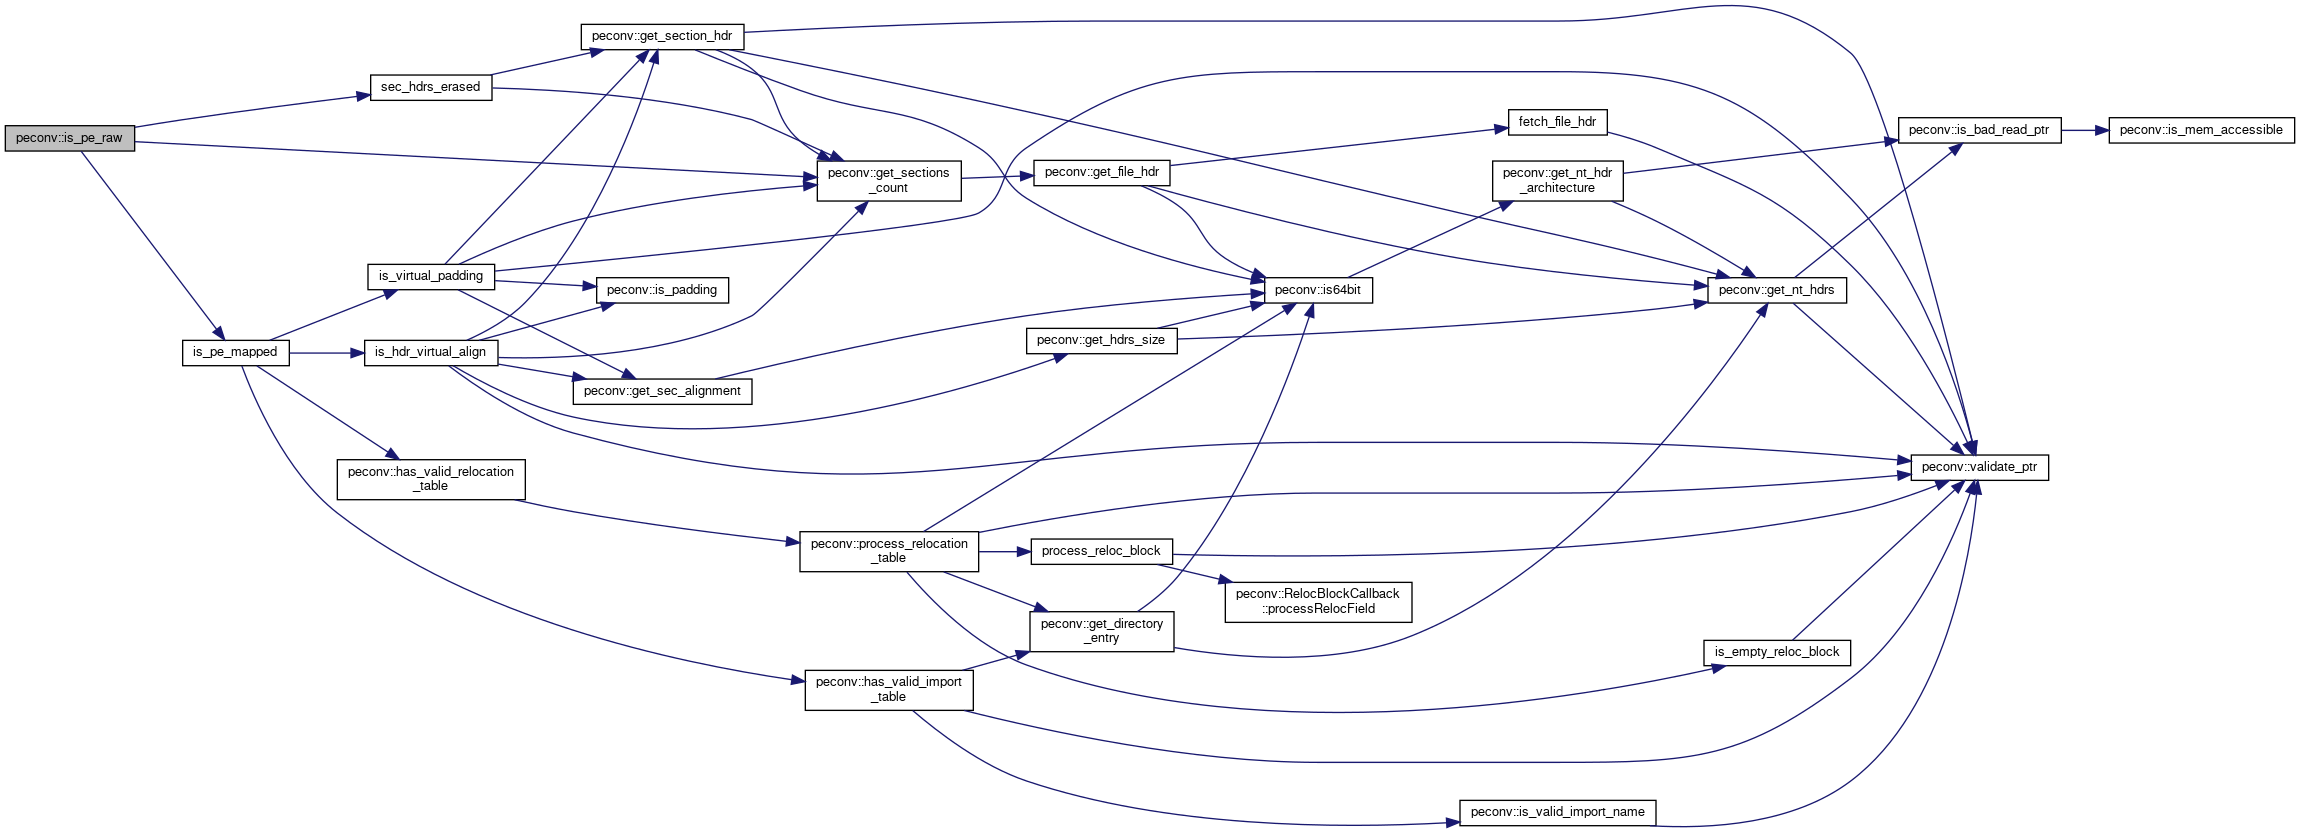 peconv::is_pe_raw
sec_hdrs_erased
peconv::get_section_hdr
peconv::get_sections
_count
peconv::get_file_hdr
fetch_file_hdr
peconv::get_nt_hdr
_architecture
peconv::is_bad_read_ptr
peconv::is_mem_accessible
is_virtual_padding
peconv::is_padding
peconv::is64bit
peconv::get_nt_hdrs
is_pe_mapped
is_hdr_virtual_align
peconv::get_hdrs_size
peconv::get_sec_alignment
peconv::has_valid_relocation
_table
peconv::validate_ptr
peconv::process_relocation
_table
process_reloc_block
peconv::RelocBlockCallback
::processRelocField
peconv::get_directory
_entry
is_empty_reloc_block
peconv::has_valid_import
_table
peconv::is_valid_import_name